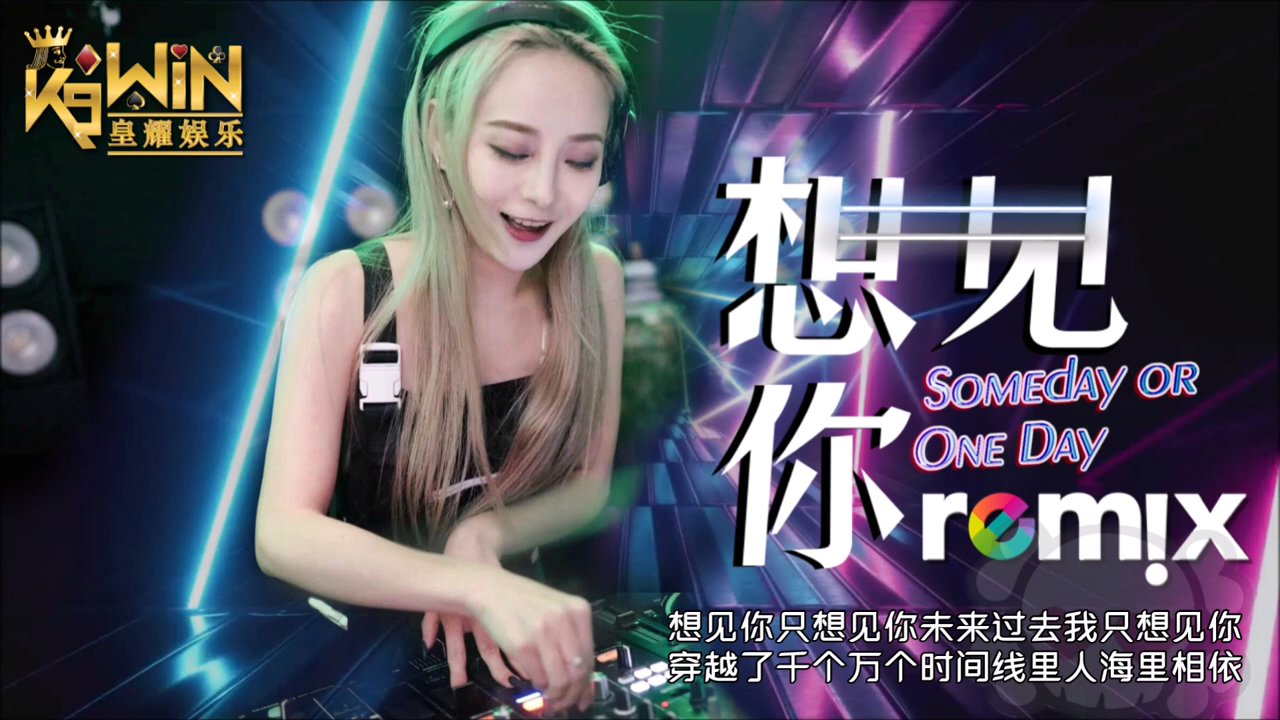 K9WiN
皇耀娱乐
想见
你
SOMEDAY OR
ONE DAY
remix
想见你只想见你未来过去我只想见你
穿越了千个万个时间线里人海里相依